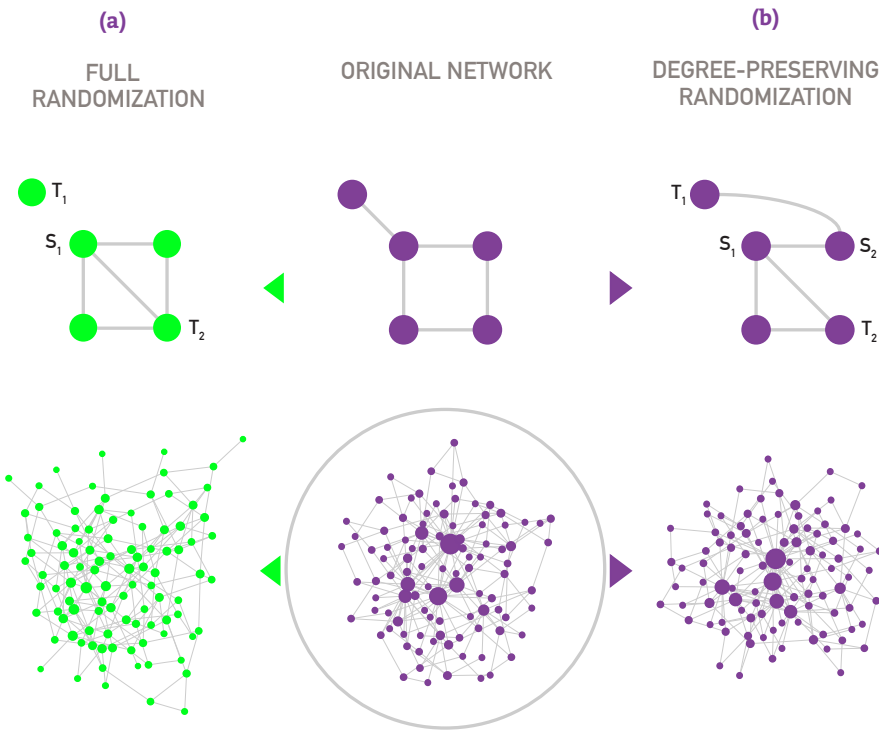 (a)
FULL
RANDOMIZATION
ORIGINAL NETWORK
(b)
DEGREE-PRESERVING
RANDOMIZATION
T1
S1
T2
T1
S1
S2
T2